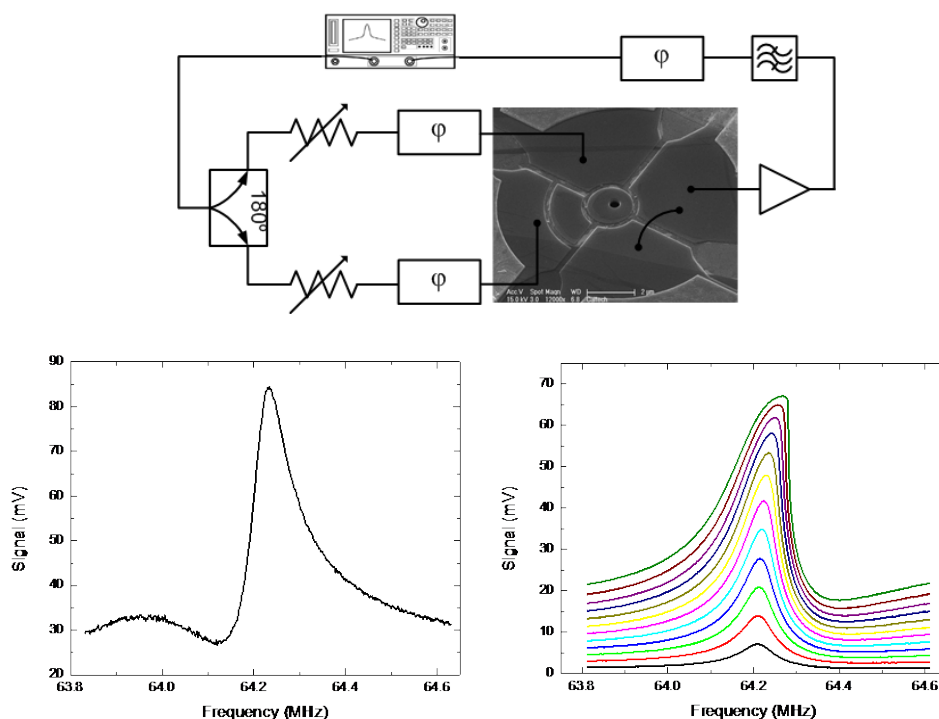 φ
φ
180º
φ
Acc.V Spot Magn WD 2 µm
15.0 kV 3.0 12000x 6.8 Caltech
90
80
70
60
50
40
30
20
Signal (mV)
63.8 64.0 64.2 64.4 64.6
Frequency (MHz)
70
60
50
40
30
20
10
0
Signal (mV)
63.8 64.0 64.2 64.4 64.6
Frequency (MHz)